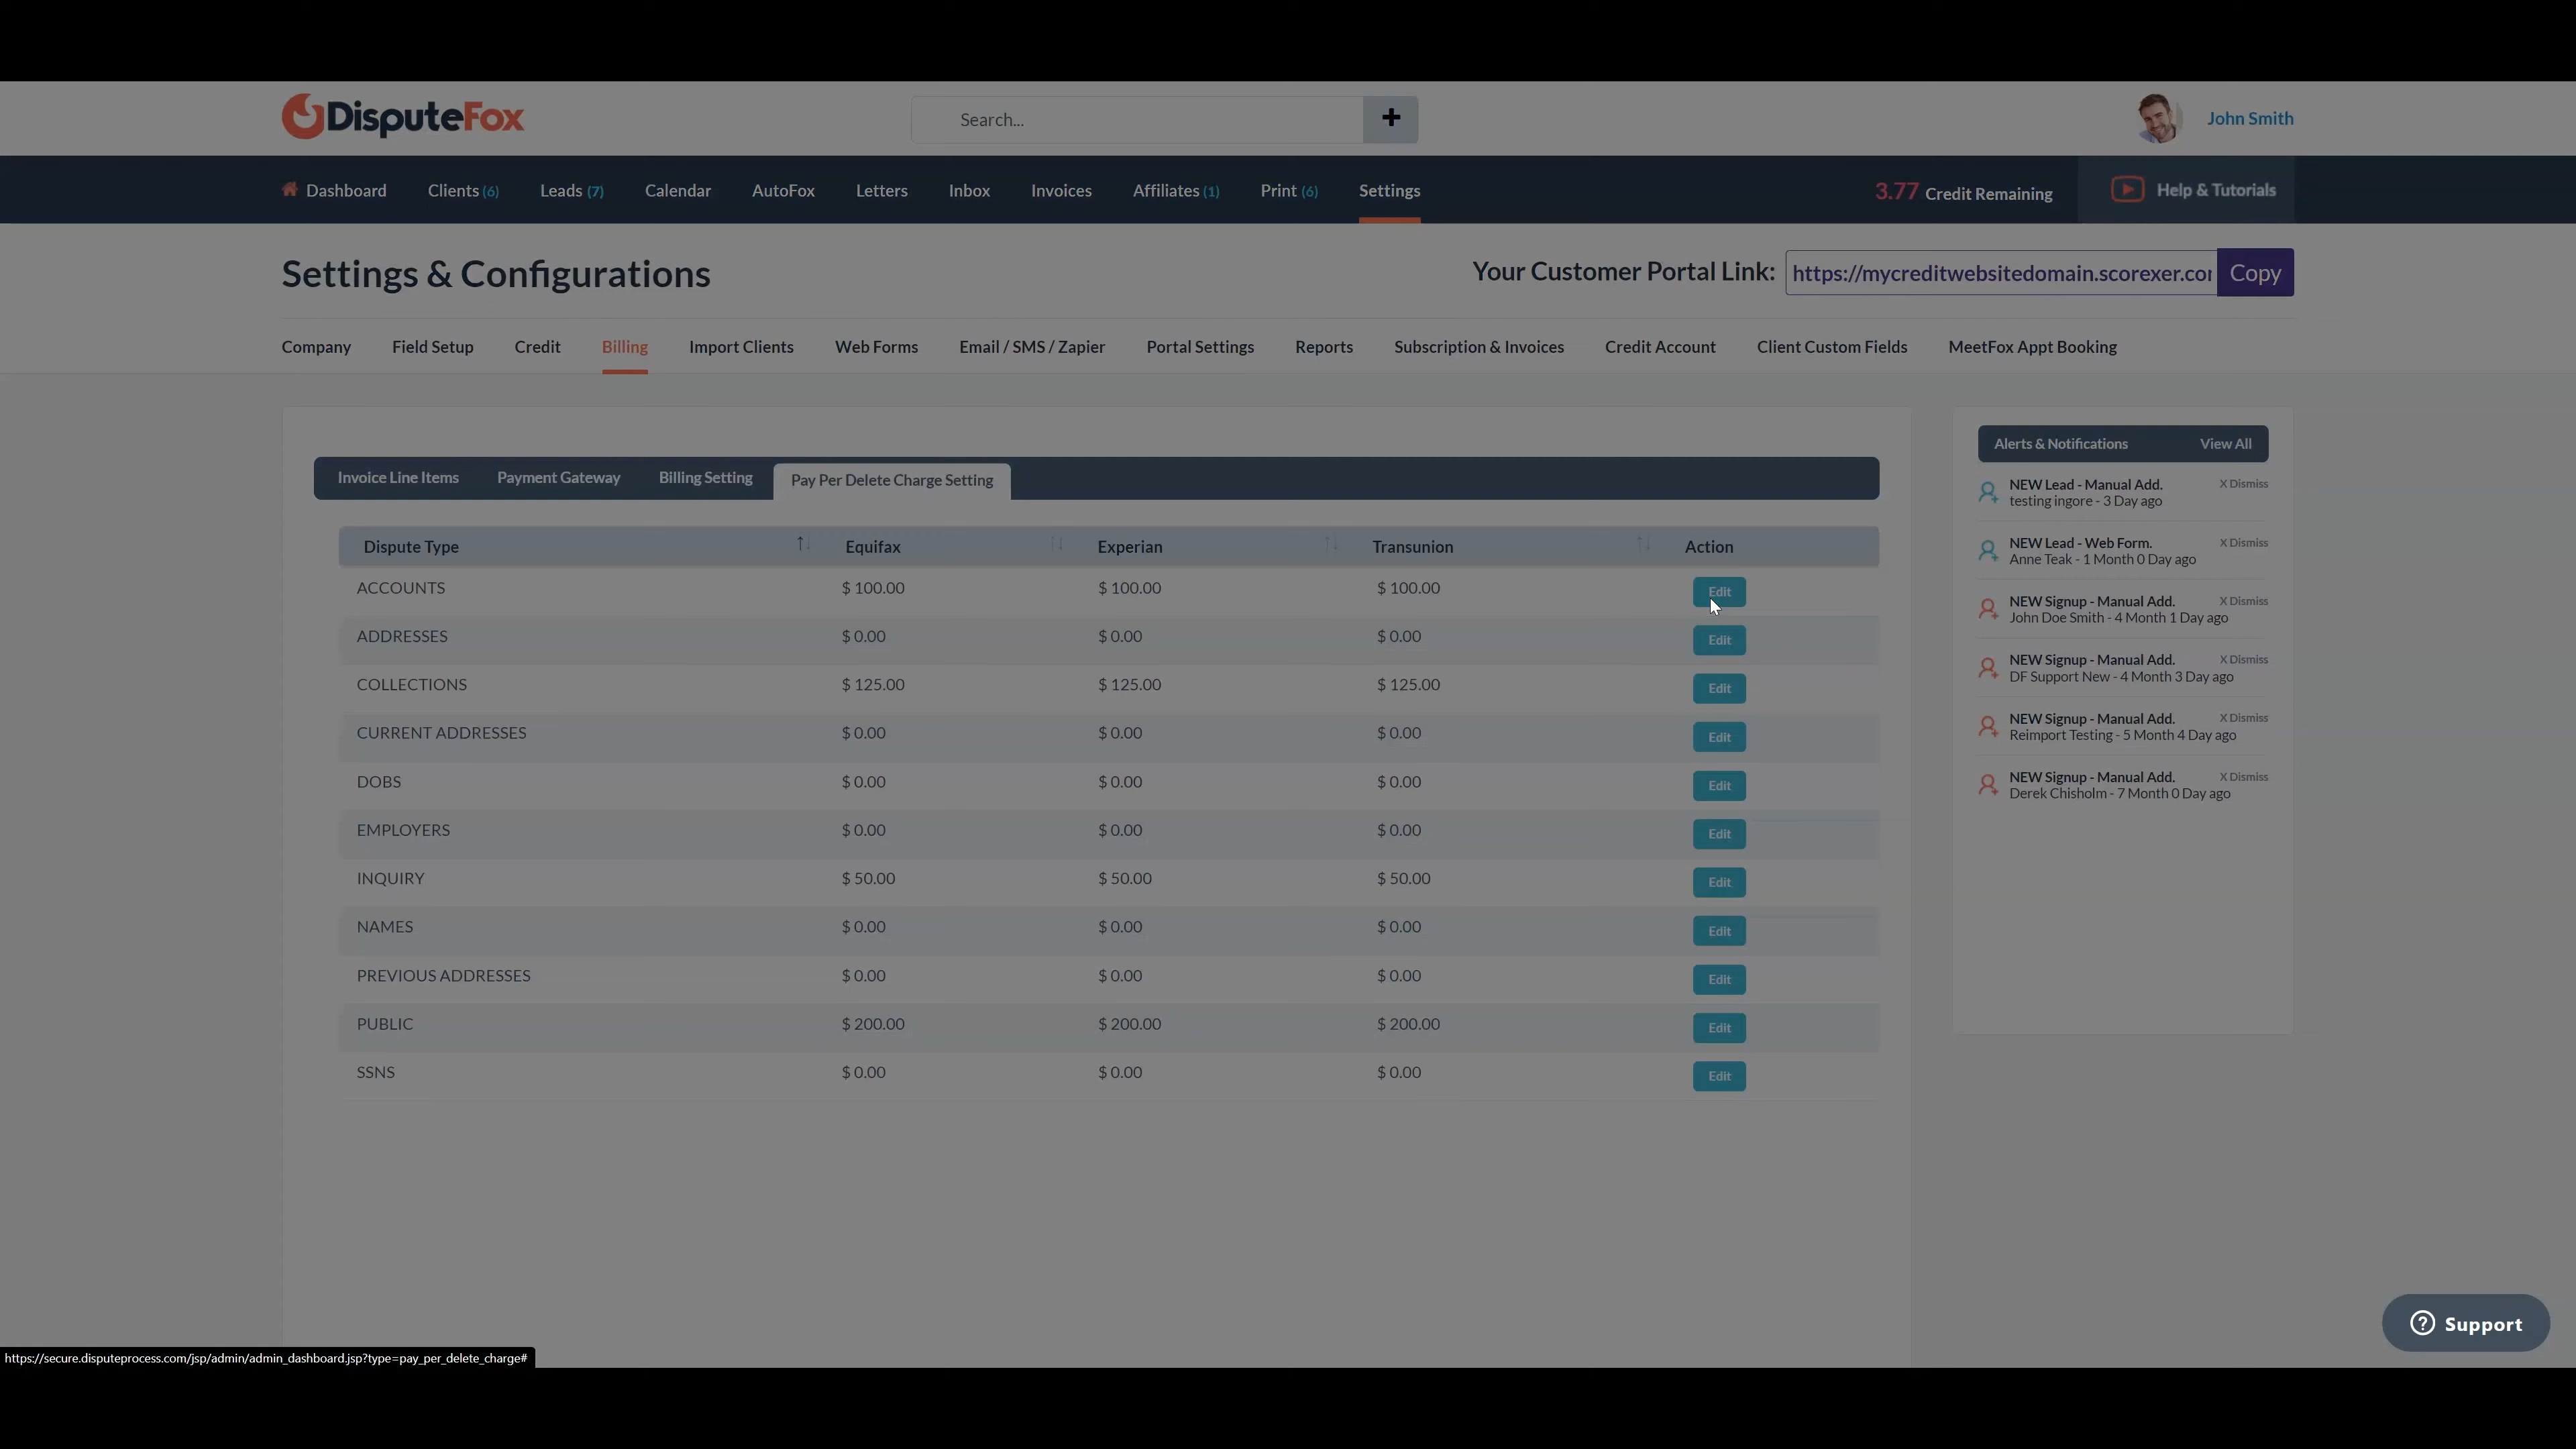 DisputeFox
Search...
John Smith
Dashboard Clients (6) Leads (7) Calendar AutoFox Letters Inbox Invoices Affiliates (1) Print (6) Settings 3.77 Credit Remaining Help & Tutorials
Settings & Configurations Your Customer Portal Link: https://mycreditwebsitedomain.scorexer.cor Copy
Company Field Setup Credit Billing Import Clients Web Forms Email / SMS / Zapier Portal Settings Reports Subscription & Invoices Credit Account Client Custom Fields MeetFox Appt Booking
Invoice Line Items Payment Gateway Billing Setting Pay Per Delete Charge Setting
Dispute Type Equifax Experian Transunion Action
ACCOUNTS $ 100.00 $ 100.00 $ 100.00 Edit
ADDRESSES $ 0.00 $ 0.00 $ 0.00 Edit
COLLECTIONS $ 125.00 $ 125.00 $ 125.00 Edit
CURRENT ADDRESSES $ 0.00 $ 0.00 $ 0.00 Edit
DOBS $ 0.00 $ 0.00 $ 0.00 Edit
EMPLOYERS $ 0.00 $ 0.00 $ 0.00 Edit
INQUIRY $ 50.00 $ 50.00 $ 50.00 Edit
NAMES $ 0.00 $ 0.00 $ 0.00 Edit
PREVIOUS ADDRESSES $ 0.00 $ 0.00 $ 0.00 Edit
PUBLIC $ 200.00 $ 200.00 $ 200.00 Edit
SSNS $ 0.00 $ 0.00 $ 0.00 Edit
Alerts & Notifications View All
NEW Lead - Manual Add. X Dismiss
testing ingore - 3 Day ago
NEW Lead - Web Form. X Dismiss
Anne Teak - 1 Month 0 Day ago
NEW Signup - Manual Add. X Dismiss
John Doe Smith - 4 Month 1 Day ago
NEW Signup - Manual Add. X Dismiss
DF Support New - 4 Month 3 Day ago
NEW Signup - Manual Add. X Dismiss
Reimport Testing - 5 Month 4 Day ago
NEW Signup - Manual Add. X Dismiss
Derek Chisholm - 7 Month 0 Day ago
Support
https://secure.disputeprocess.com/jsp/admin/admin_dashboard.jsp?type=pay_per_delete_charge#